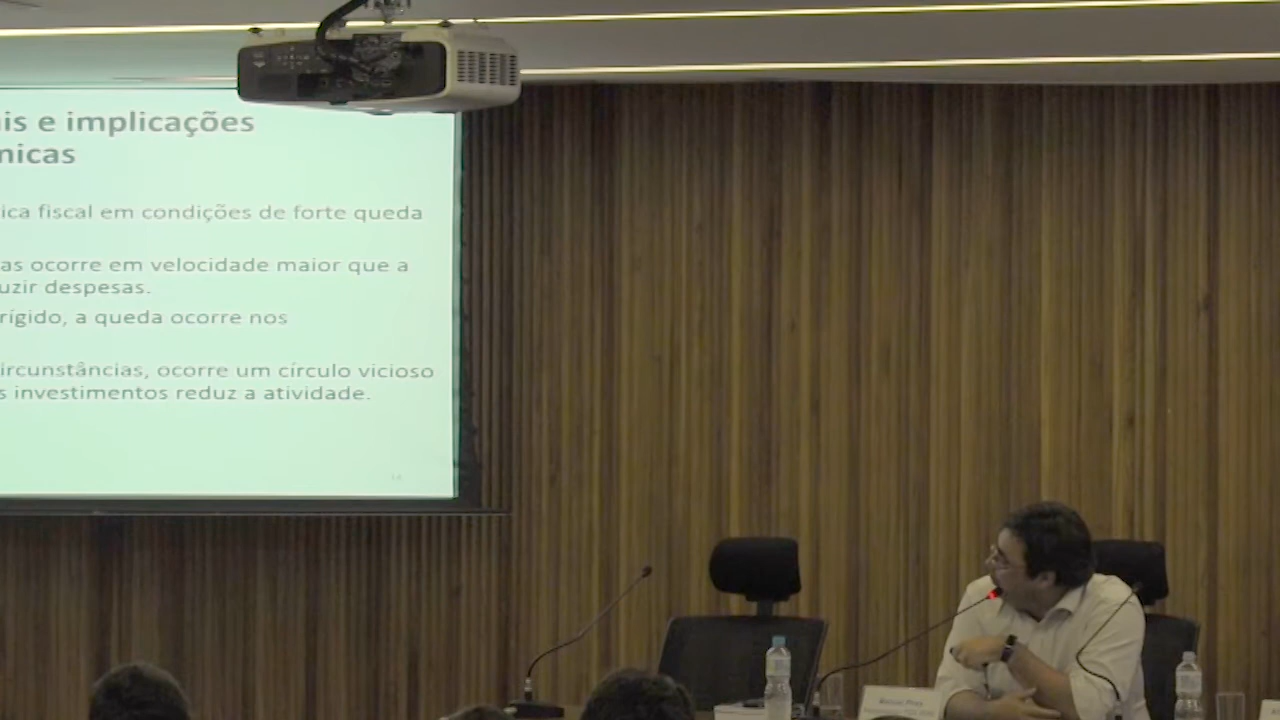 is e implicações
micas
ica fiscal em condições de forte queda
as ocorre em velocidade maior que a
uzir despesas.
rígido, a queda ocorre nos
ircunstâncias, ocorre um círculo vicioso
s investimentos reduz a atividade.